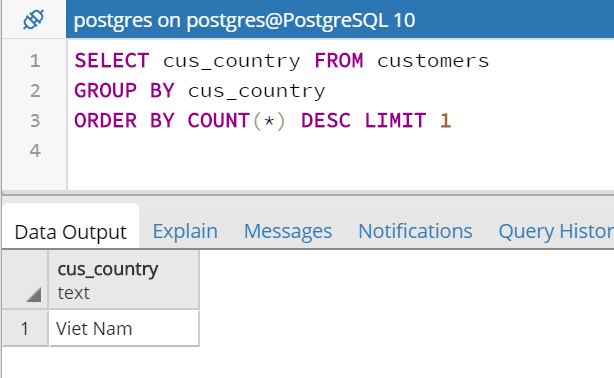 postgres on postgres@PostgreSQL 10
1 SELECT cus_country FROM customers
2 GROUP BY cus_country
3 ORDER BY COUNT(*) DESC LIMIT 1
4
Data Output Explain Messages Notifications Query Histor
cus_country
text
1 Viet Nam